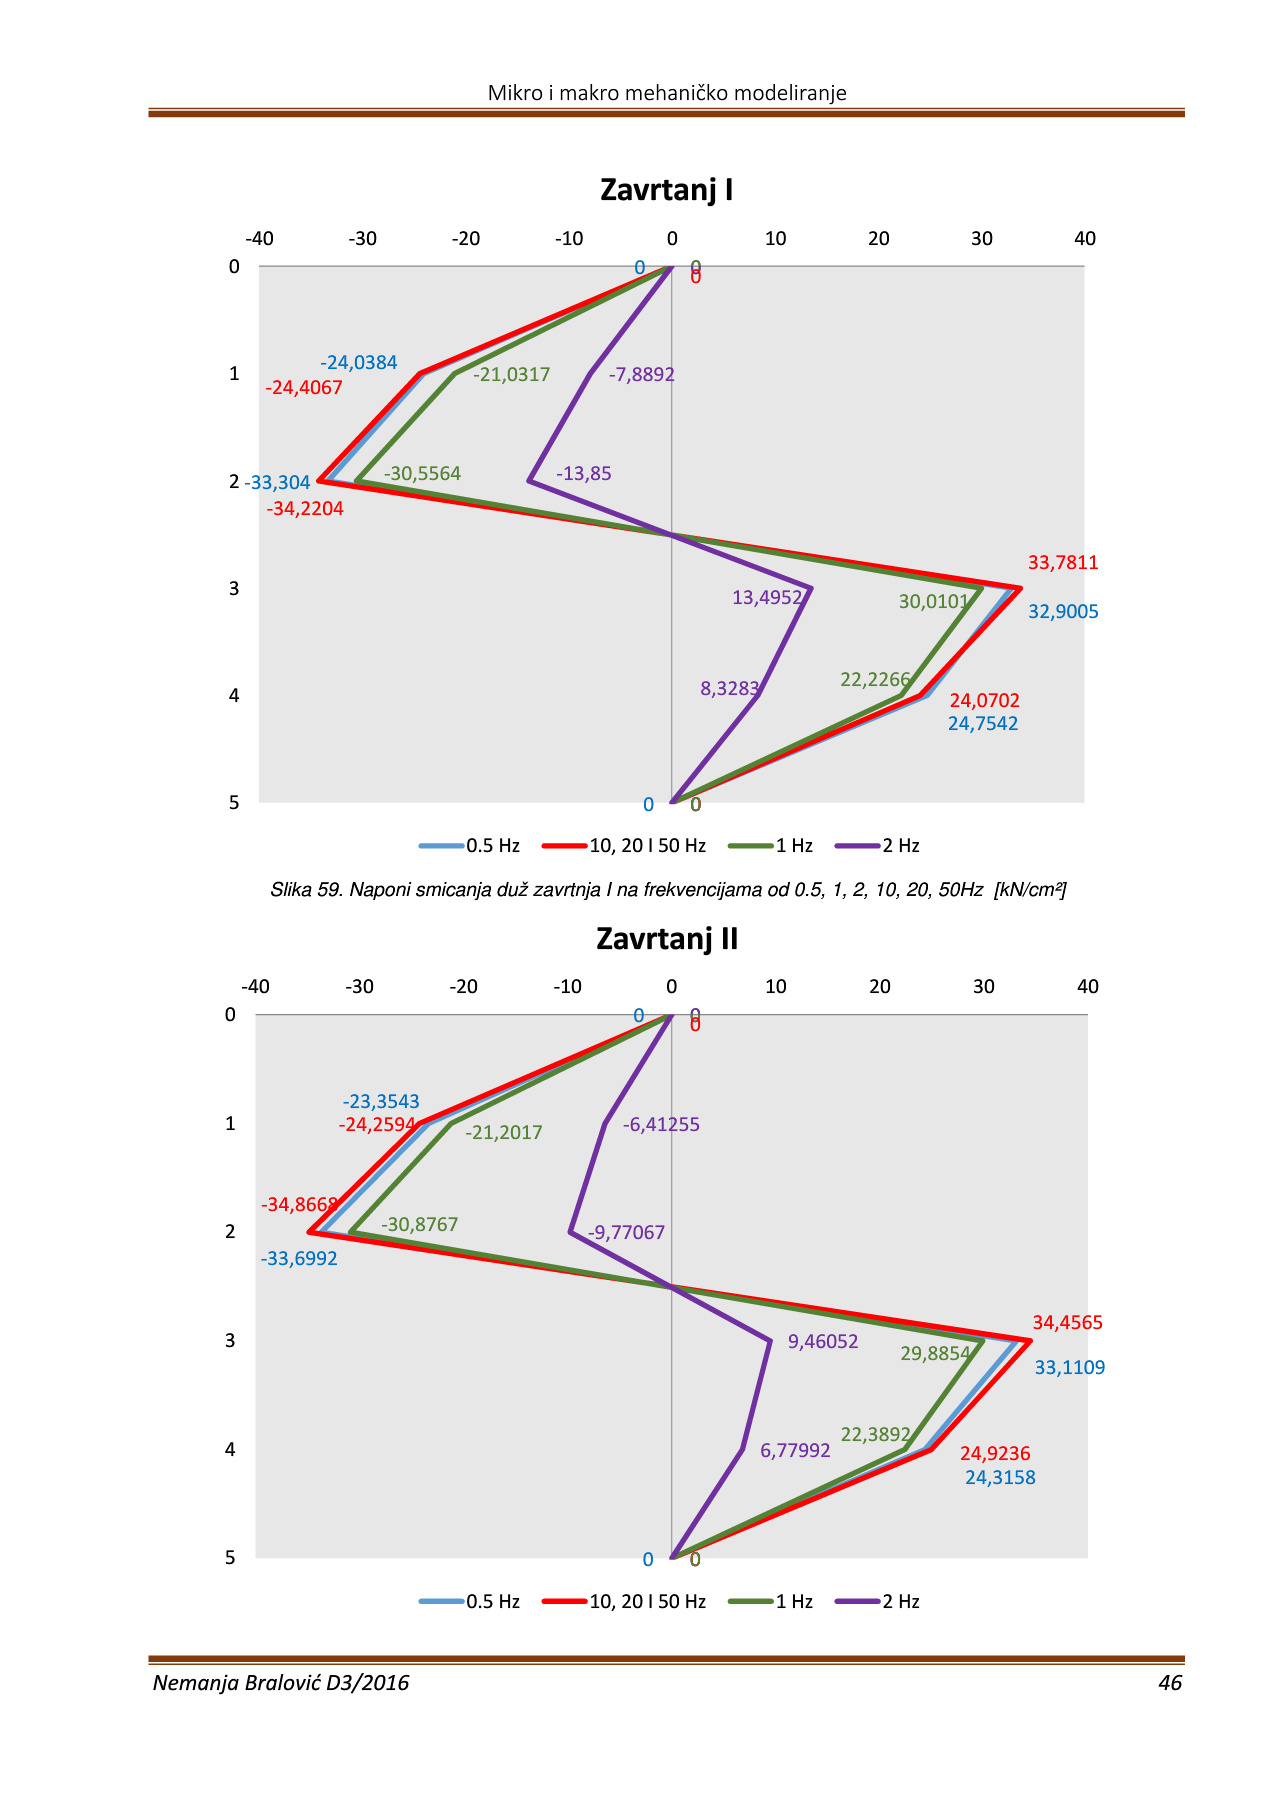 Mikro i makro mehaničko modeliranje
Zavrtanj I
-40 -30 -20 -10 0 10 20 30 40
0 0 0
0
-24,0384
1 -21,0317 -7,8892
-24,4067
-30,5564 -13,85
2 -33,304
-34,2204
33,7811
3
13,4952 30,0101
32,9005
22,2266
8,3283
4 24,0702
24,7542
5 0 0
0.5 Hz 10, 20 I 50 Hz 1 Hz 2 Hz
Slika 59. Naponi smicanja duž zavrtnja I na frekvencijama od 0.5, 1, 2, 10, 20, 50Hz [kN/cm²]
Zavrtanj II
-40 -30 -20 -10 0 10 20 30 40
0 0 0
0
-23,3543
1 -24,2594 -6,41255
-21,2017
-34,8668
-30,8767
2 -9,77067
-33,6992
34,4565
3 9,46052
29,8854
33,1109
22,3892
4 6,77992 24,9236
24,3158
5 0 0
0.5 Hz 10, 20 I 50 Hz 1 Hz 2 Hz
Nemanja Bralović D3/2016 46